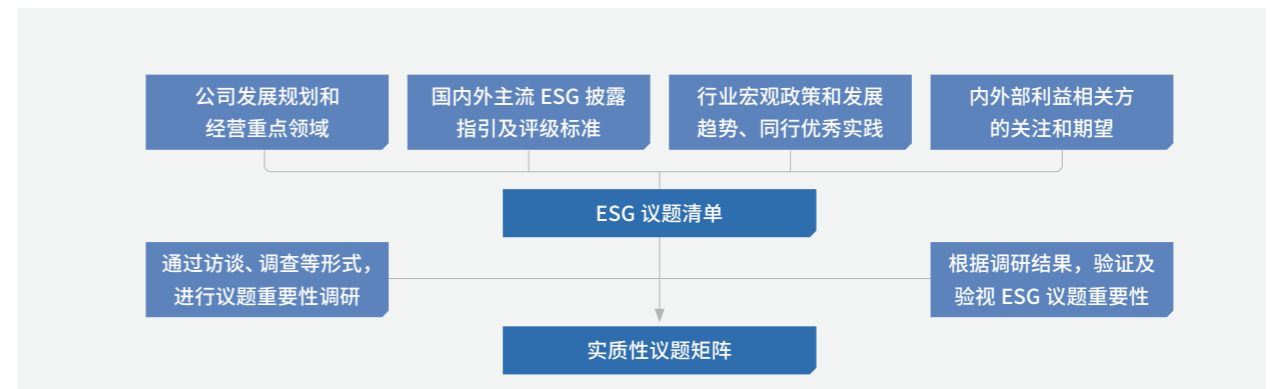 公司发展规划和
经营重点领域
国内外主流 ESG 披露
指引及评级标准
行业宏观政策和发展
趋势、同行优秀实践
内外部利益相关方
的关注和期望
ESG 议题清单
通过访谈、调查等形式，
进行议题重要性调研
根据调研结果，验证及
验视 ESG 议题重要性
实质性议题矩阵